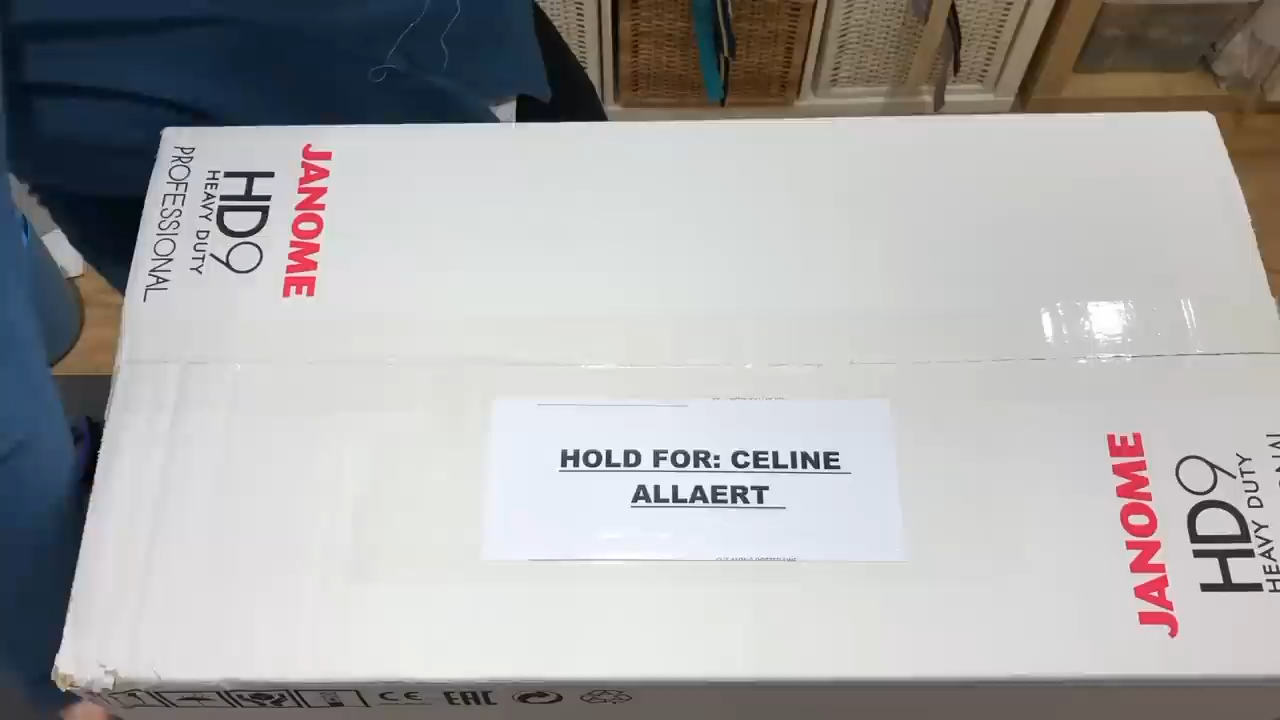 JANOME
HD9
HEAVY DUTY
PROFESSIONAL
HOLD FOR: CELINE
ALLAERT
JANOME
HD9
HEAVY DUTY
CE EAC